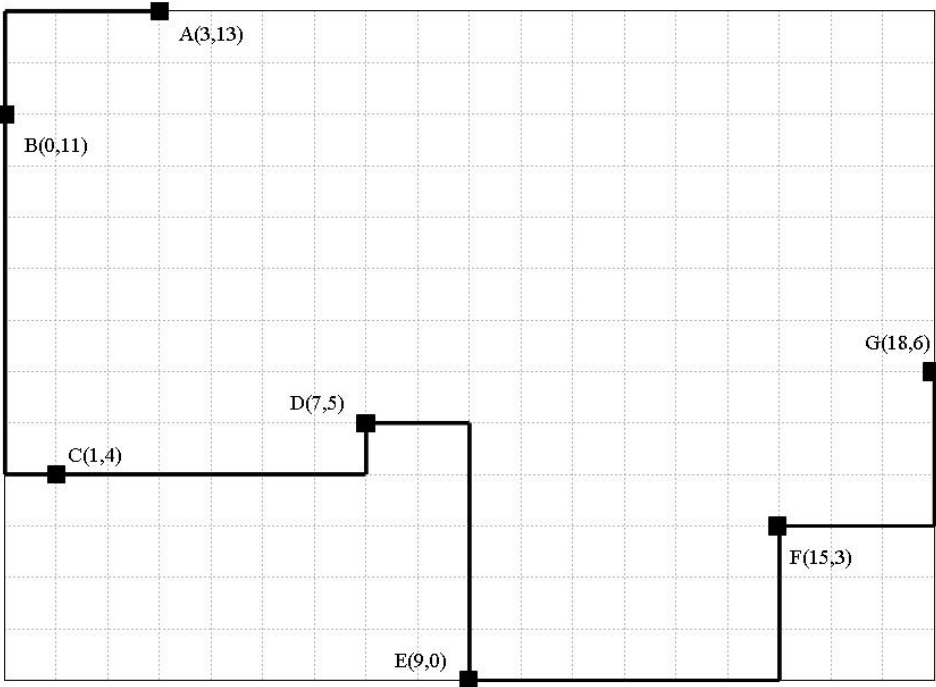 A(3,13)
B(0,11)
G(18,6)
D(7,5)
C(1,4)
F(15,3)
E(9,0)